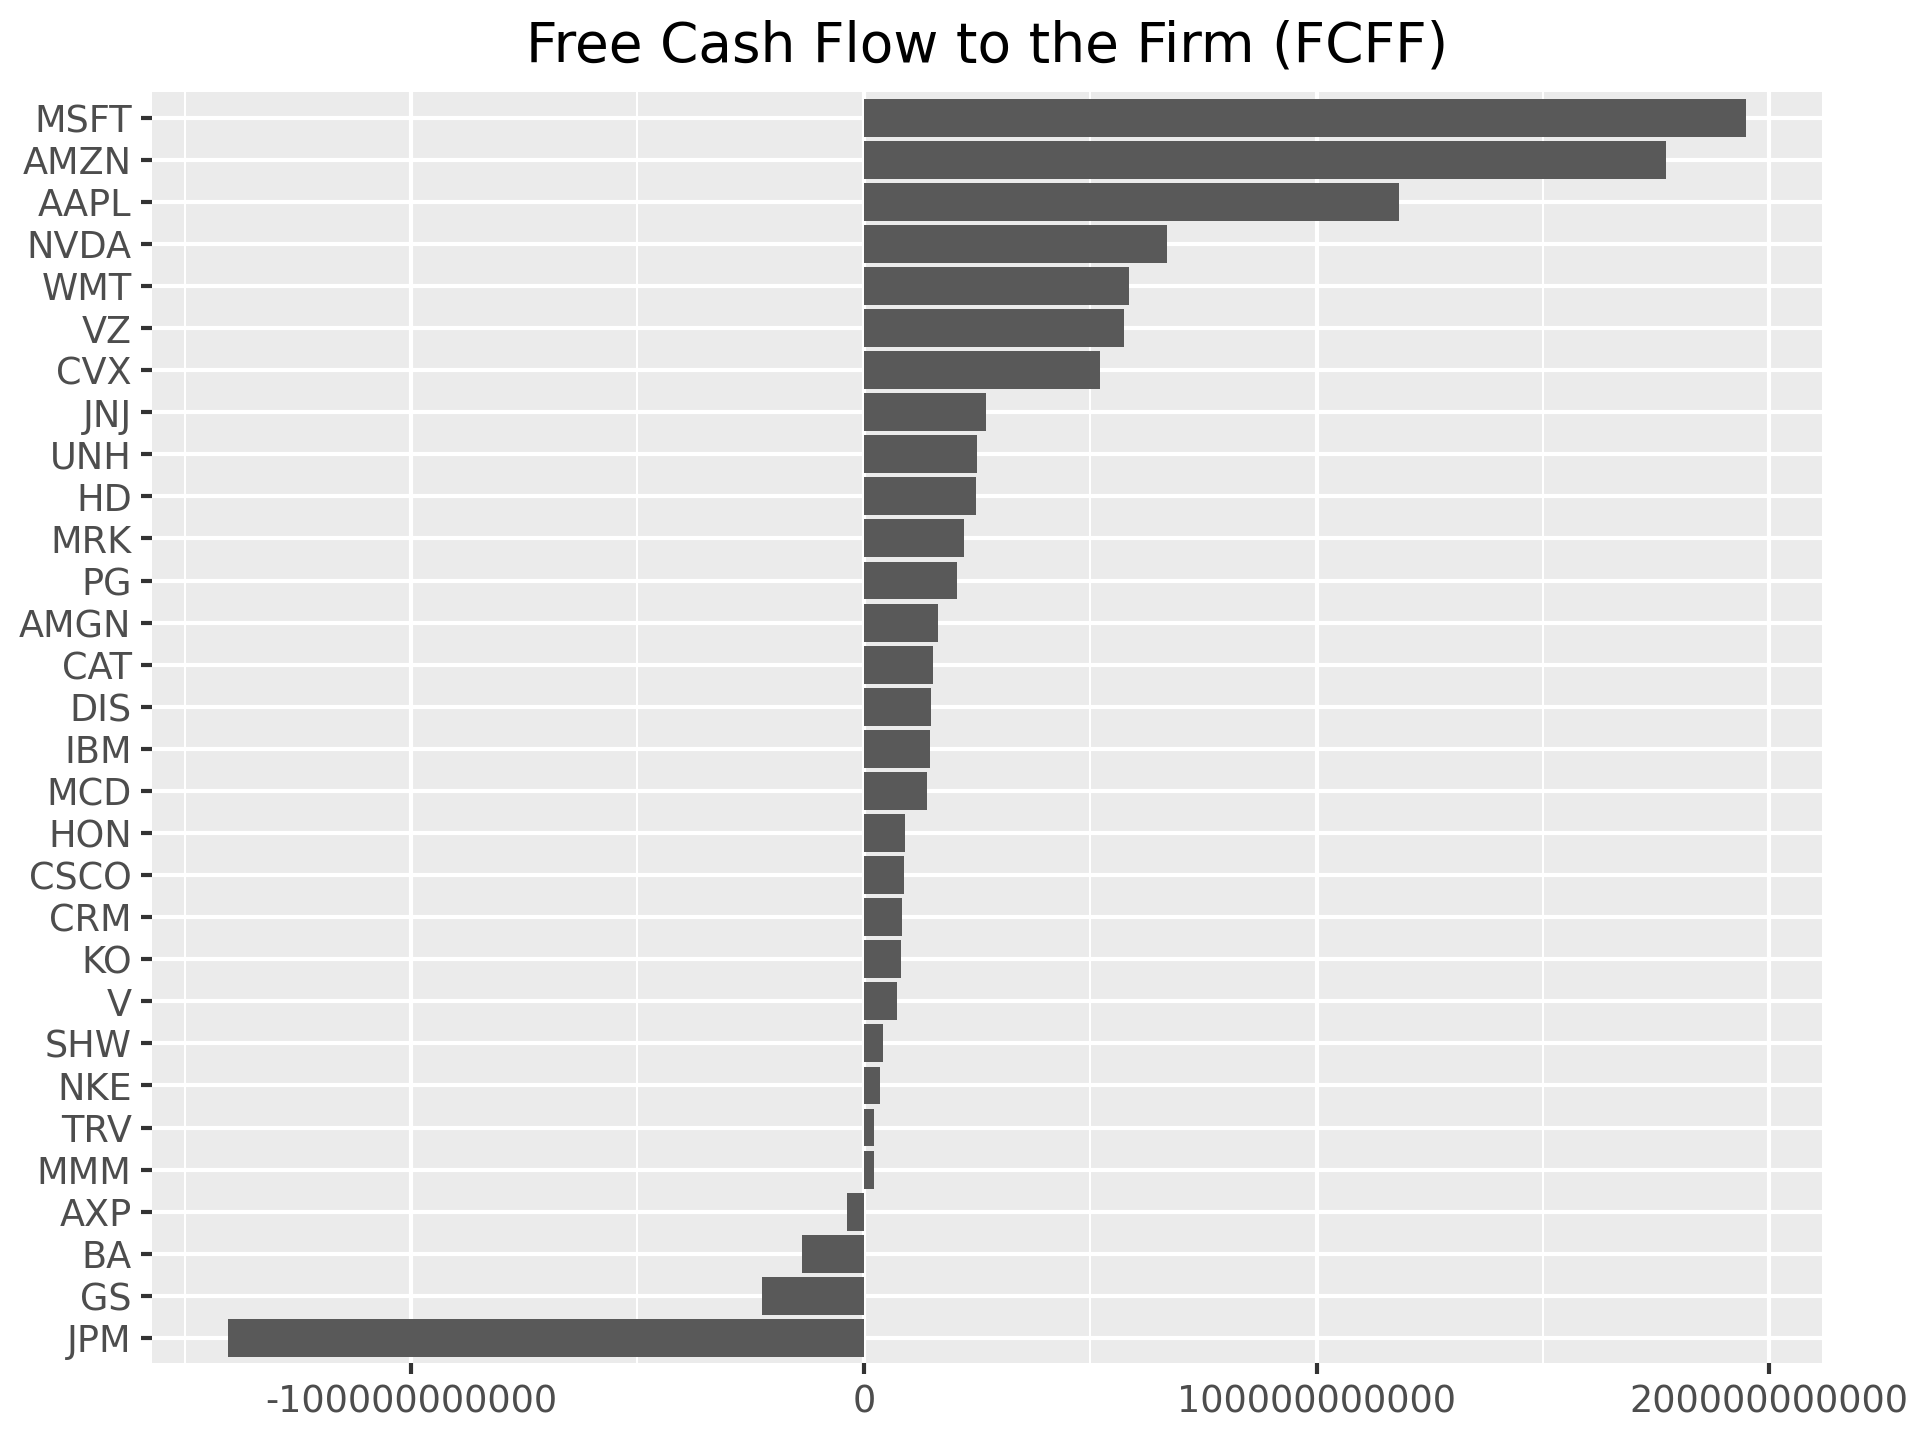 Free Cash Flow to the Firm (FCFF)
MSFT
AMZN
AAPL
NVDA
WMT
VZ
CVX
JNJ
UNH
HD
MRK
PG
AMGN
CAT
DIS
IBM
MCD
HON
CSCO
CRM
KO
V
SHW
NKE
TRV
MMM
AXP
BA
GS
JPM
-100000000000 0 100000000000 200000000000